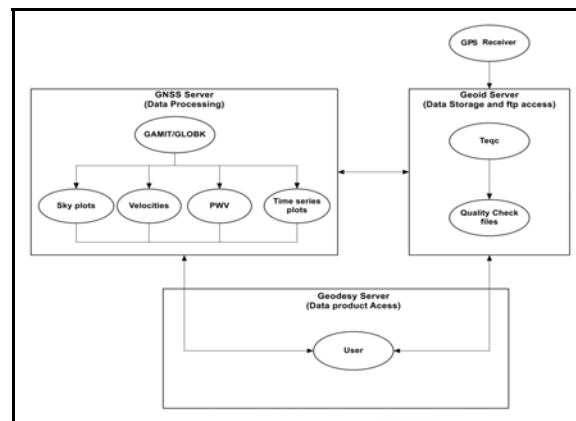 GPS Receiver
GNSS Server
(Data Processing)
GAMIT/GLOBK
Sky plots
Velocities
PWV
Time series
plots
Geoid Server
(Data Storage and ftp access)
Teqc
Quality Check
files
Geodesy Server
(Data product Acess)
User